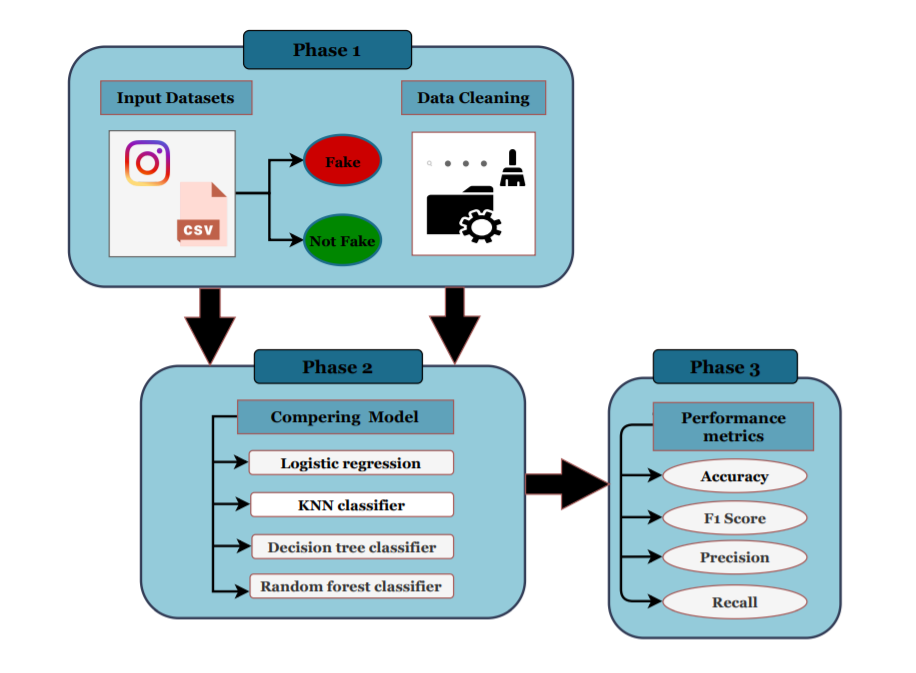 Phase 1
Input Datasets
Data Cleaning
CSV
Fake
Not Fake
Phase 2
Compering Model
Logistic regression
KNN classifier
Decision tree classifier
Random forest classifier
Phase 3
Performance
metrics
Accuracy
F1 Score
Precision
Recall